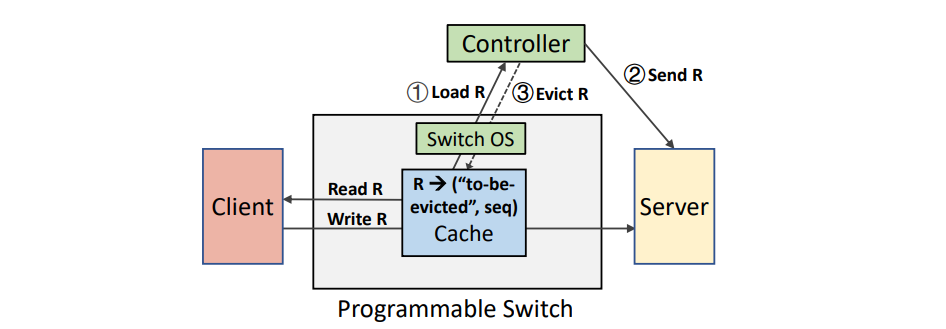 Controller
① Load R
③ Evict R
② Send R
Switch OS
Client
Read R
Write R
R → (“to-be-
evicted”, seq)
Cache
Server
Programmable Switch